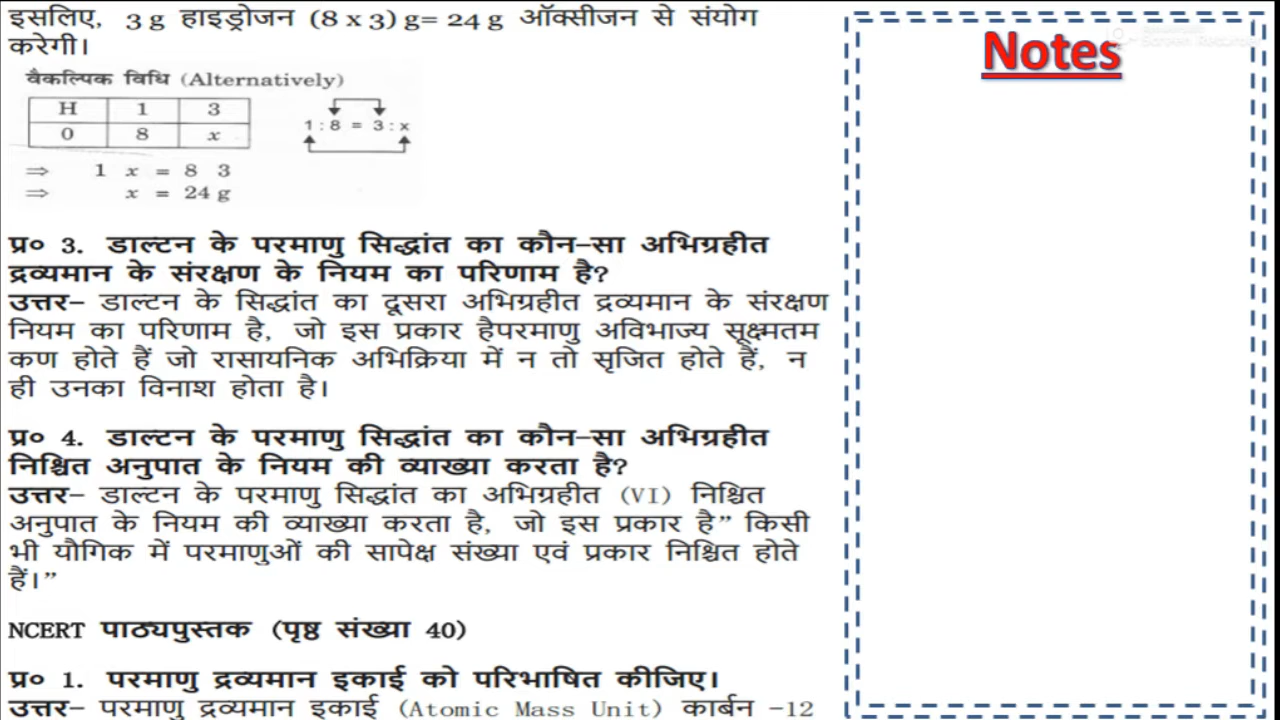 इसलिए, 3 g हाइड्रोजन (8 x 3) g= 24 g ऑक्सीजन से संयोग
करेगी।
वैकल्पिक विधि (Alternatively)
H 1 3
0 8 x
1 : 8 = 3 : x
⇒ 1 x = 8 3
⇒ x = 24 g
प्र० 3. डाल्टन के परमाणु सिद्धांत का कौन-सा अभिग्रहीत
द्रव्यमान के संरक्षण के नियम का परिणाम है?
उत्तर- डाल्टन के सिद्धांत का दूसरा अभिग्रहीत द्रव्यमान के संरक्षण
नियम का परिणाम है, जो इस प्रकार हैपरमाणु अविभाज्य सूक्ष्मतम
कण होते हैं जो रासायनिक अभिक्रिया में न तो सृजित होते हैं, न
ही उनका विनाश होता है।
प्र० 4. डाल्टन के परमाणु सिद्धांत का कौन-सा अभिग्रहीत
निश्चित अनुपात के नियम की व्याख्या करता है?
उत्तर- डाल्टन के परमाणु सिद्धांत का अभिग्रहीत (VI) निश्चित
अनुपात के नियम की व्याख्या करता है, जो इस प्रकार है” किसी
भी यौगिक में परमाणुओं की सापेक्ष संख्या एवं प्रकार निश्चित होते
हैं।”
NCERT पाठ्यपुस्तक (पृष्ठ संख्या 40)
प्र० 1. परमाणु द्रव्यमान इकाई को परिभाषित कीजिए।
उत्तर- परमाणु द्रव्यमान इकाई (Atomic Mass Unit) कार्बन -12
Notes
Screen Recorder